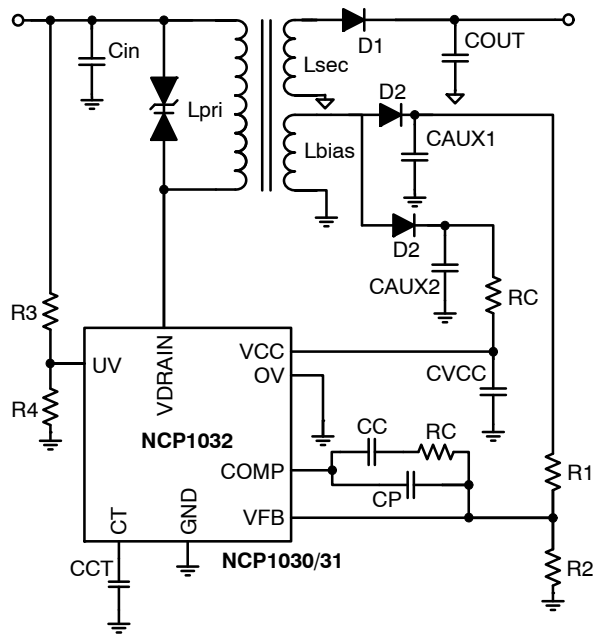 D1
Cin
Lsec
COUT
Lpri
D2
Lbias
CAUX1
D2
CAUX2
RC
R3
UV
VDRAIN
VCC
OV
CVCC
R4
NCP1032
CC
RC
COMP
CP
R1
VFB
CT
GND
CCT
NCP1030/31
R2